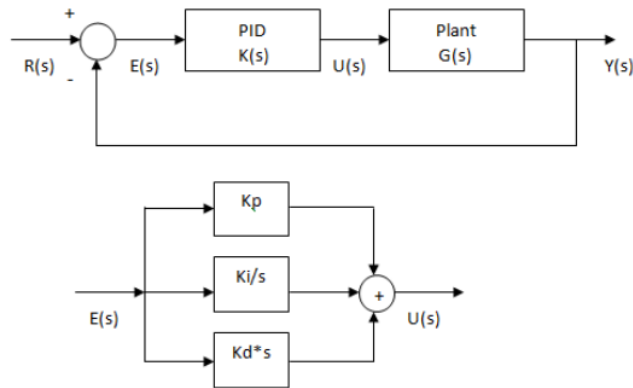 +
PID
K(s)
Plant
G(s)
R(s)
-
E(s)
U(s)
Y(s)
Kp
Ki/s
+
E(s)
U(s)
Kd*s